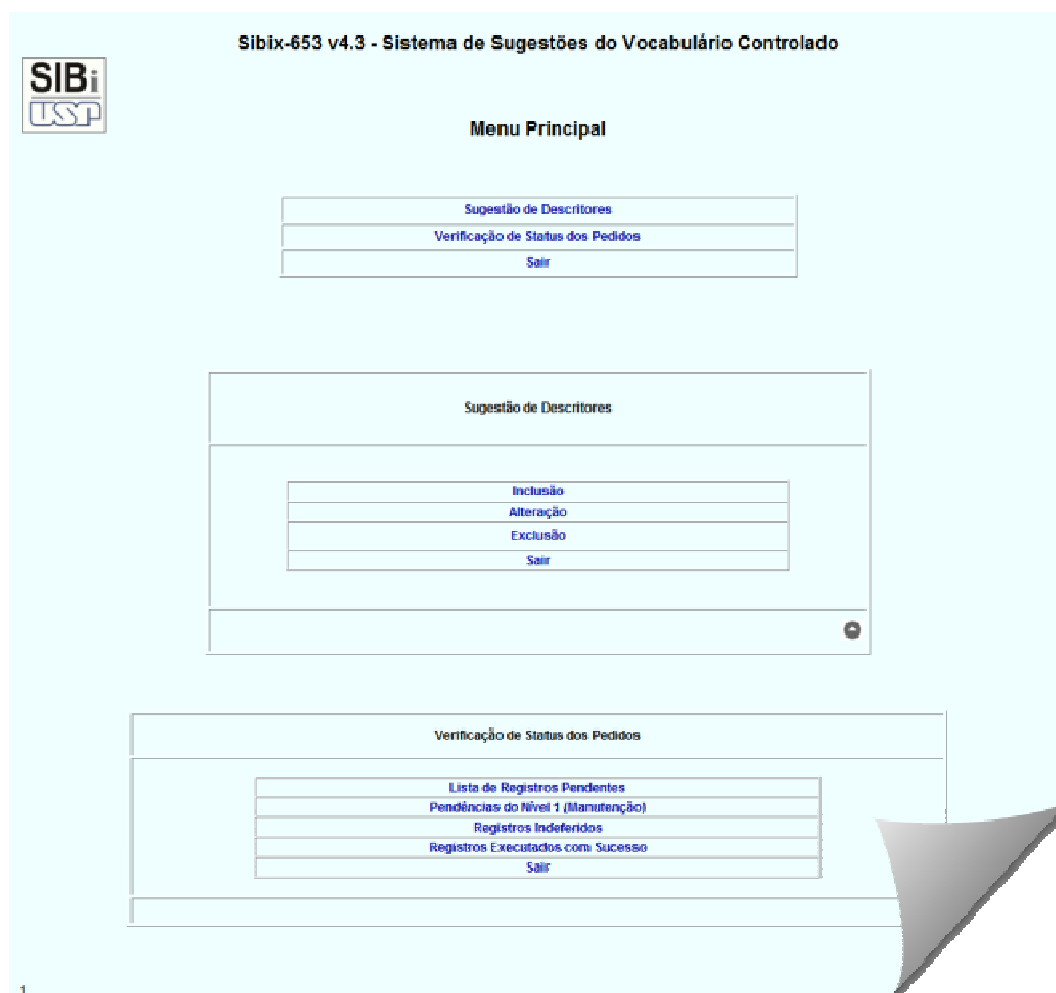 Sibix-653 v4.3 - Sistema de Sugestões do Vocabulário Controlado
SIBi
USP
Menu Principal
Sugestão de Descritores
Verificação de Status dos Pedidos
Sair
Sugestão de Descritores
Inclusão
Alteração
Exclusão
Sair
Verificação de Status dos Pedidos
Lista de Registros Pendentes
Pendências do Nível 1 (Manutenção)
Registros Indeferidos
Registros Executados com Sucesso
Sair
1